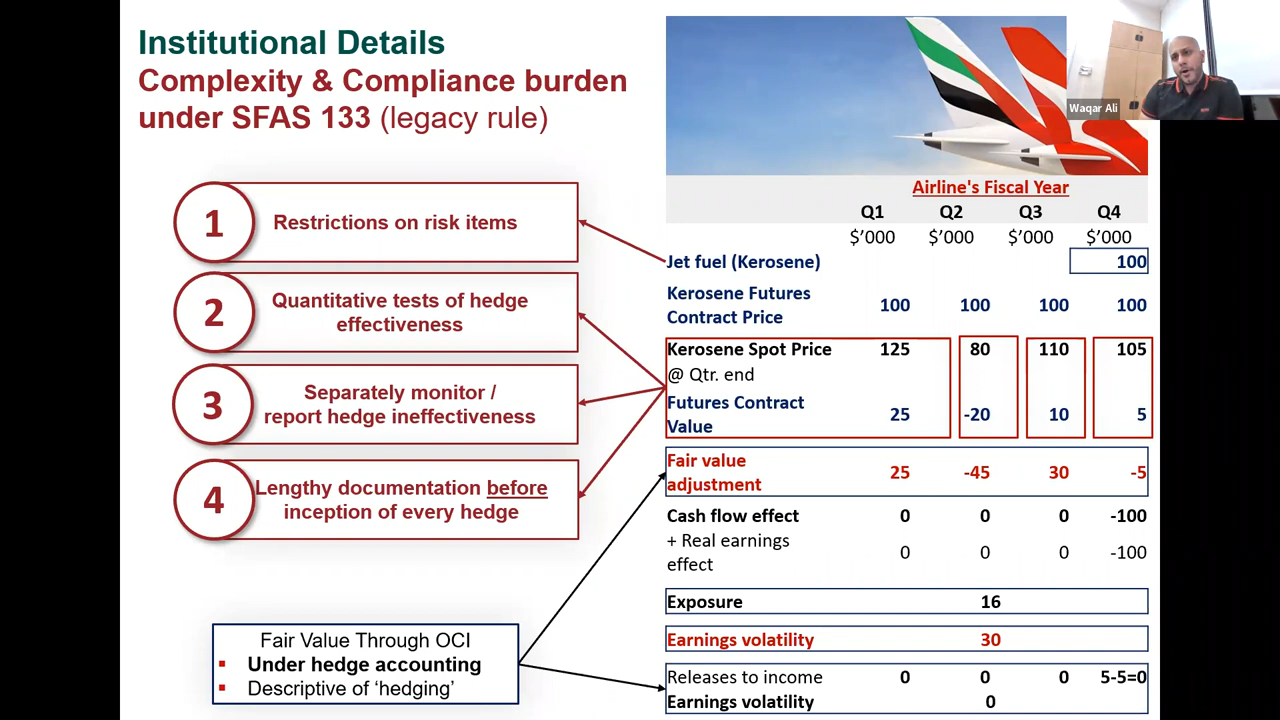 Institutional Details
Complexity & Compliance burden
under SFAS 133 (legacy rule)
1
Restrictions on risk items
2
Quantitative tests of hedge
effectiveness
3
Separately monitor /
report hedge ineffectiveness
4
Lengthy documentation before
inception of every hedge
Fair Value Through OCI
▪ Under hedge accounting
▪ Descriptive of ‘hedging’
Waqar Ali
Airline's Fiscal Year
Q1 Q2 Q3 Q4
$’000 $’000 $’000 $’000
Jet fuel (Kerosene) 100
Kerosene Futures
Contract Price 100 100 100 100
Kerosene Spot Price 125 80 110 105
@ Qtr. end
Futures Contract
Value 25 -20 10 5
Fair value
adjustment 25 -45 30 -5
Cash flow effect 0 0 0 -100
+ Real earnings
effect 0 0 0 -100
Exposure 16
Earnings volatility 30
Releases to income 0 0 0 5-5=0
Earnings volatility 0